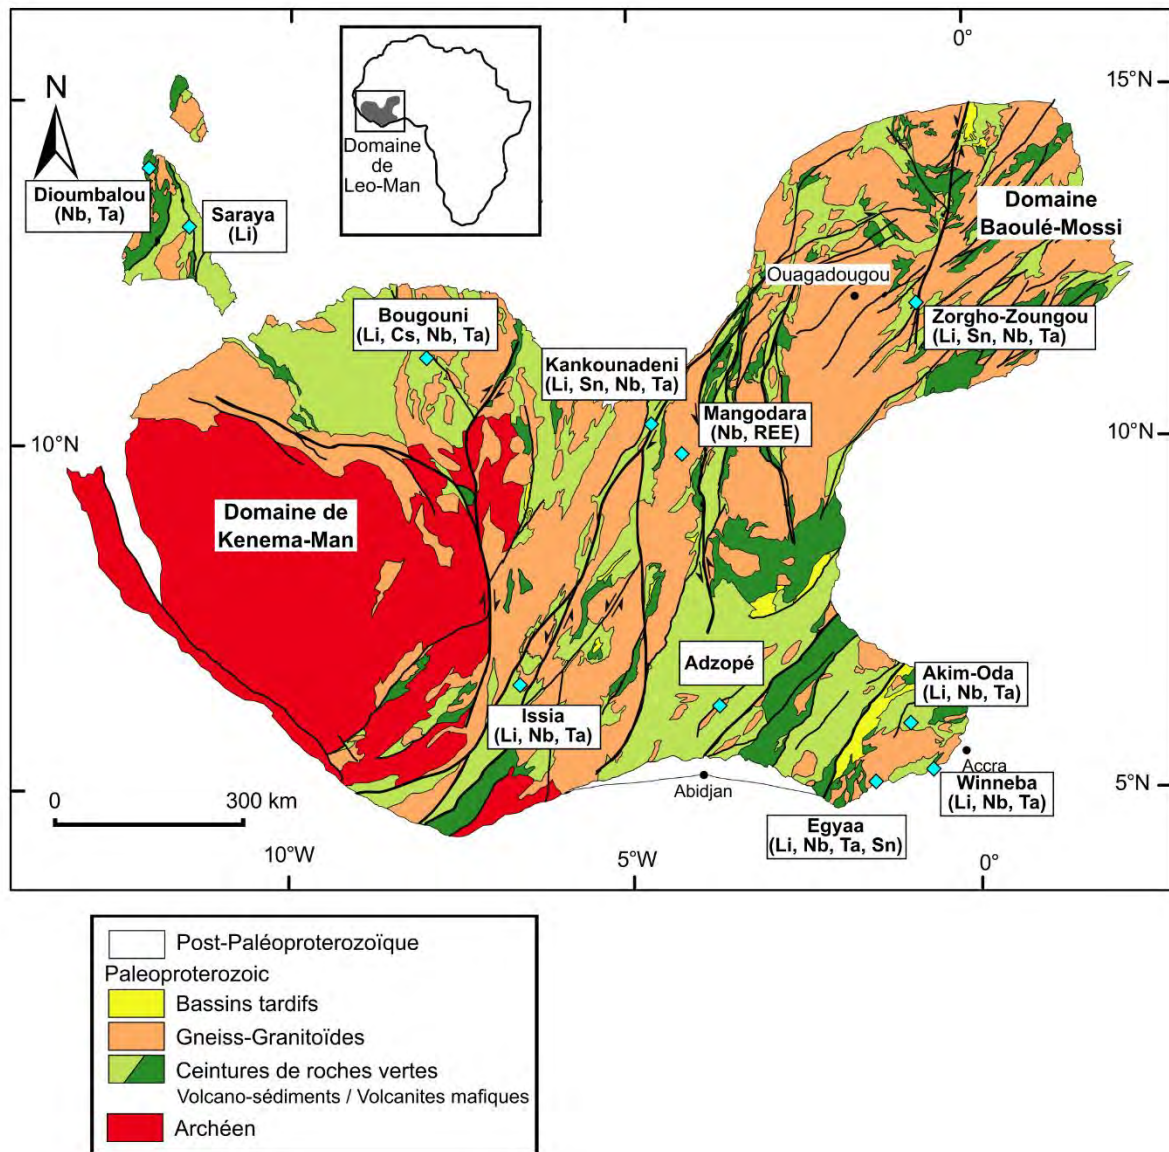 0°
15°N
N
Domaine
de
Leo-Man
Dioumbalou
(Nb, Ta)
Saraya
(Li)
Domaine
Baoulé-Mossi
Ouagadougou
Zorgho-Zoungou
(Li, Sn, Nb, Ta)
Bougouni
(Li, Cs, Nb, Ta)
Kankounadeni
(Li, Sn, Nb, Ta)
Mangodara
(Nb, REE)
10°N
10°N
Domaine de
Kenema-Man
Adzopé
Akim-Oda
(Li, Nb, Ta)
Issia
(Li, Nb, Ta)
Accra
Abidjan
Winneba
(Li, Nb, Ta)
5°N
0
300 km
Egyaa
(Li, Nb, Ta, Sn)
10°W
5°W
0°
Post-Paléoproterozoïque
Paleoproterozoic
Bassins tardifs
Gneiss-Granitoïdes
Ceintures de roches vertes
Volcano-sédiments / Volcanites mafiques
Archéen